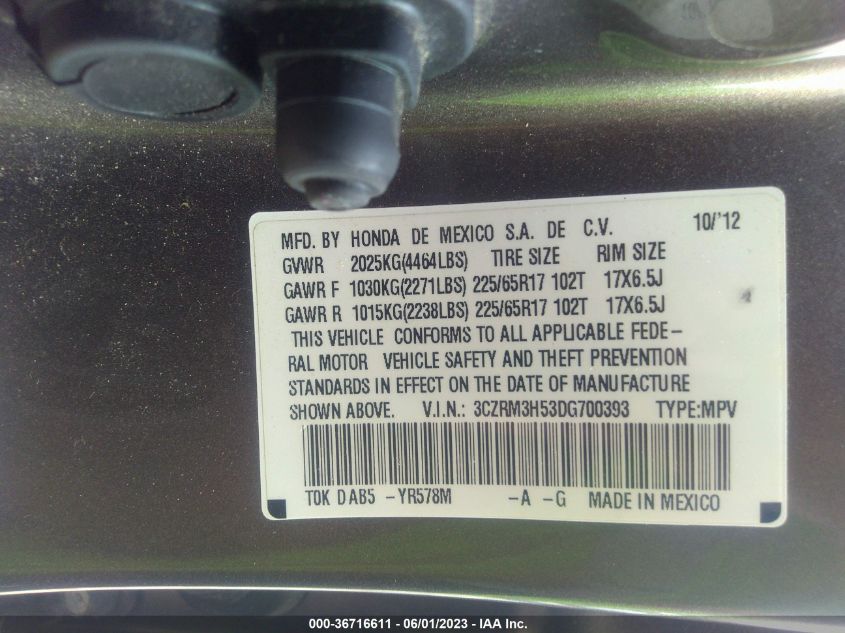 MFD. BY HONDA DE MEXICO S.A. DE C.V. 10/'12
GVWR 2025KG(4464LBS) TIRE SIZE RIM SIZE
GAWR F 1030KG(2271LBS) 225/65R17 102T 17X6.5J
GAWR R 1015KG(2238LBS) 225/65R17 102T 17X6.5J
THIS VEHICLE CONFORMS TO ALL APPLICABLE FEDE-
RAL MOTOR VEHICLE SAFETY AND THEFT PREVENTION
STANDARDS IN EFFECT ON THE DATE OF MANUFACTURE
SHOWN ABOVE. V.I.N.: 3CZRM3H53DG700393 TYPE:MPV
T0K DAB5 -YR578M -A -G MADE IN MEXICO
000-36716611 - 06/01/2023 - IAA Inc.